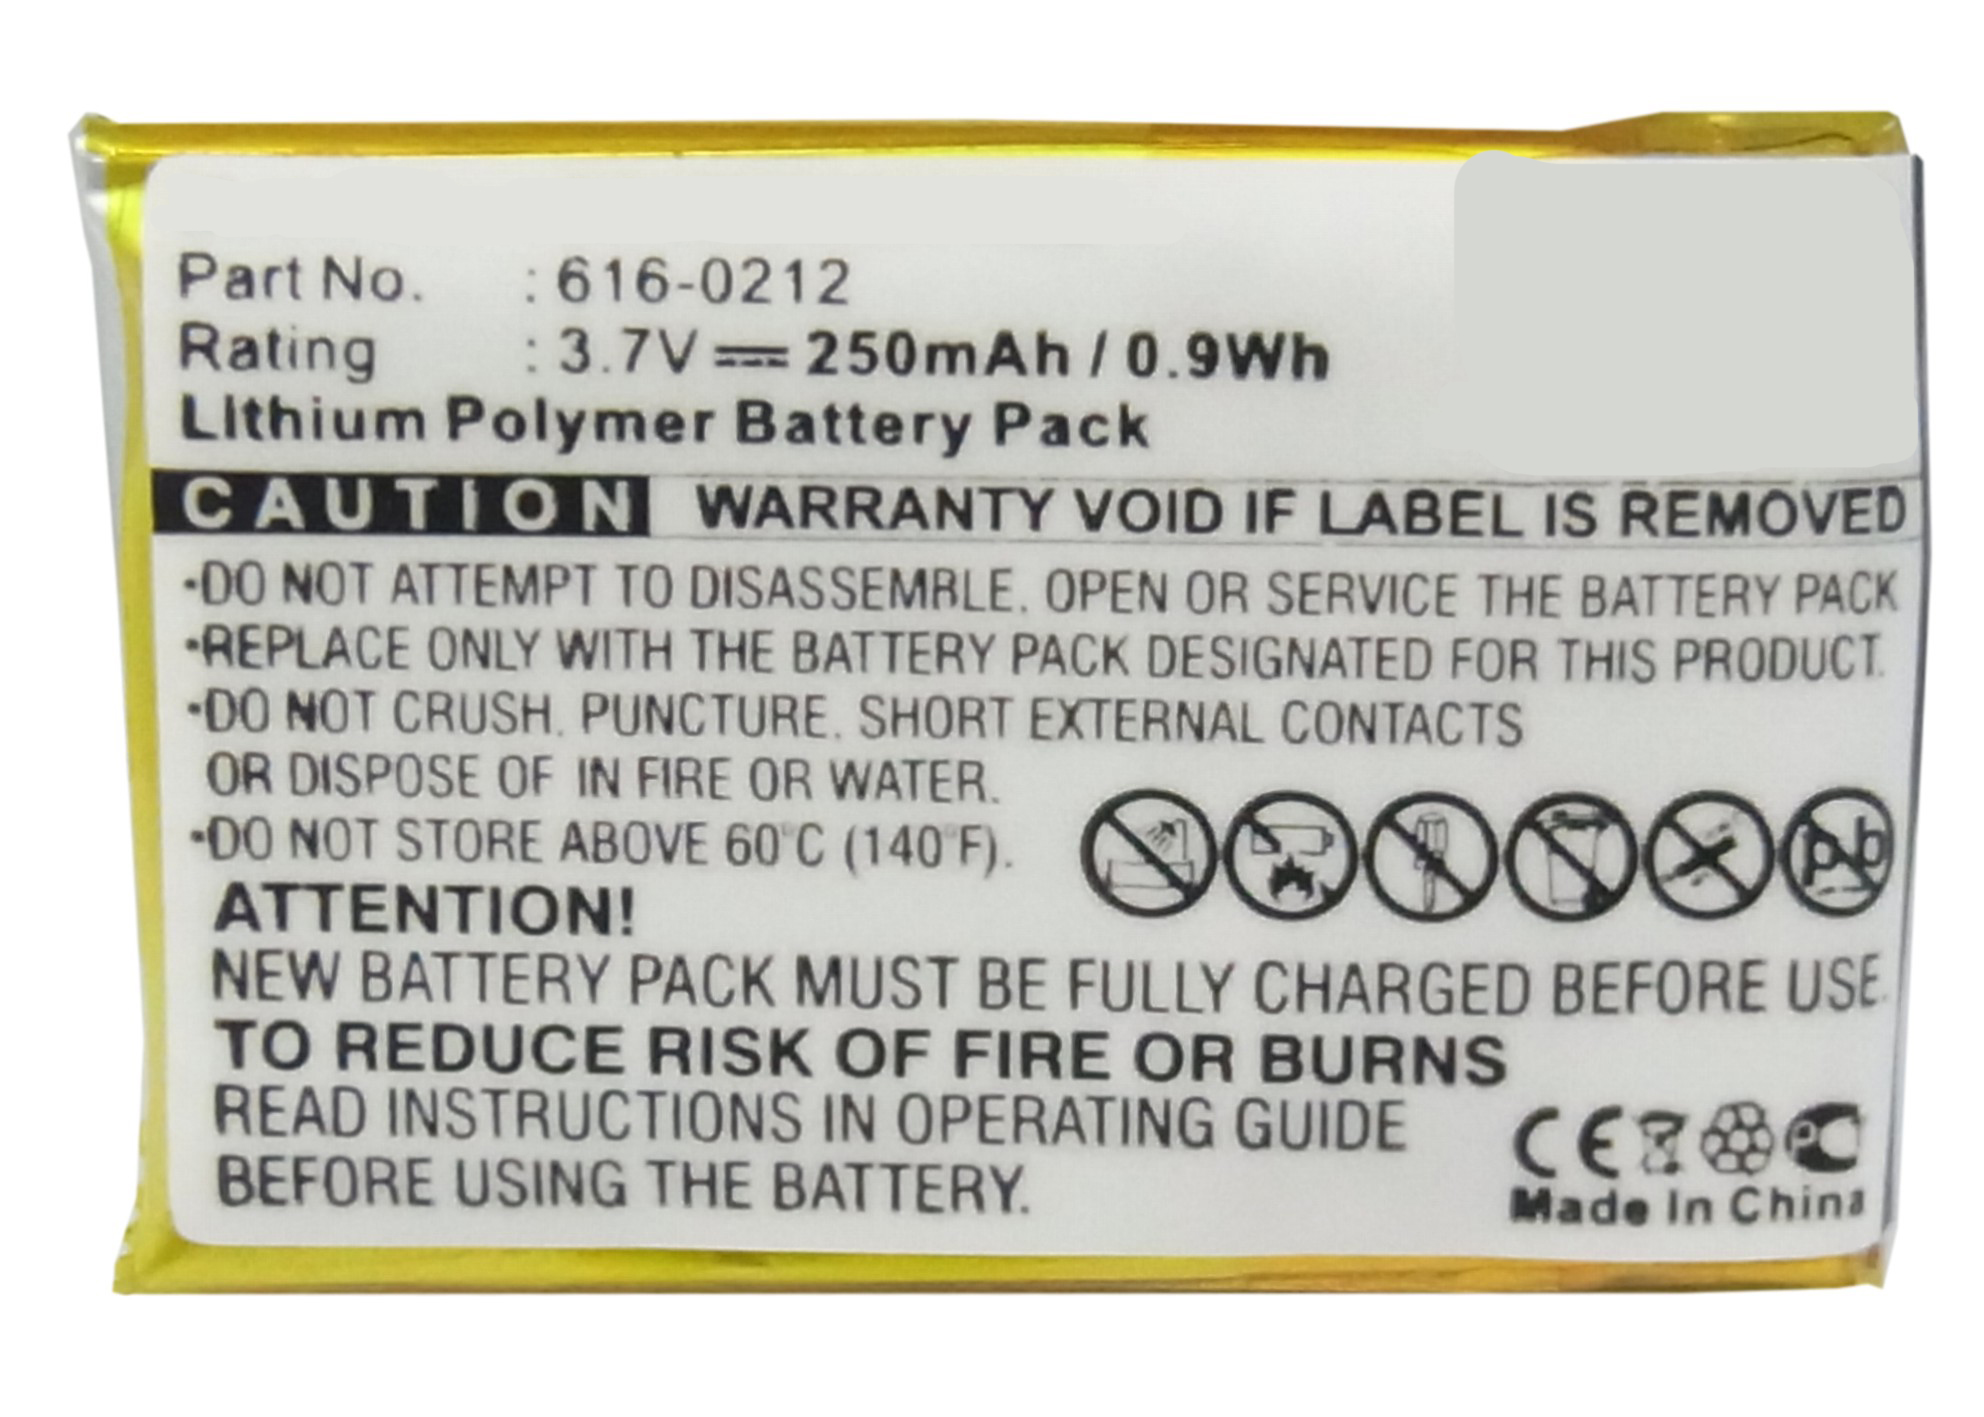 Part No. : 616-0212
Rating : 3.7V ⎓ 250mAh / 0.9Wh
Lithium Polymer Battery Pack
CAUTION WARRANTY VOID IF LABEL IS REMOVED
·DO NOT ATTEMPT TO DISASSEMBLE. OPEN OR SERVICE THE BATTERY PACK
·REPLACE ONLY WITH THE BATTERY PACK DESIGNATED FOR THIS PRODUCT.
·DO NOT CRUSH. PUNCTURE. SHORT EXTERNAL CONTACTS
OR DISPOSE OF IN FIRE OR WATER.
·DO NOT STORE ABOVE 60°C (140°F).
Pb
ATTENTION!
NEW BATTERY PACK MUST BE FULLY CHARGED BEFORE USE.
TO REDUCE RISK OF FIRE OR BURNS
READ INSTRUCTIONS IN OPERATING GUIDE
BEFORE USING THE BATTERY.
CE PC
Made In China